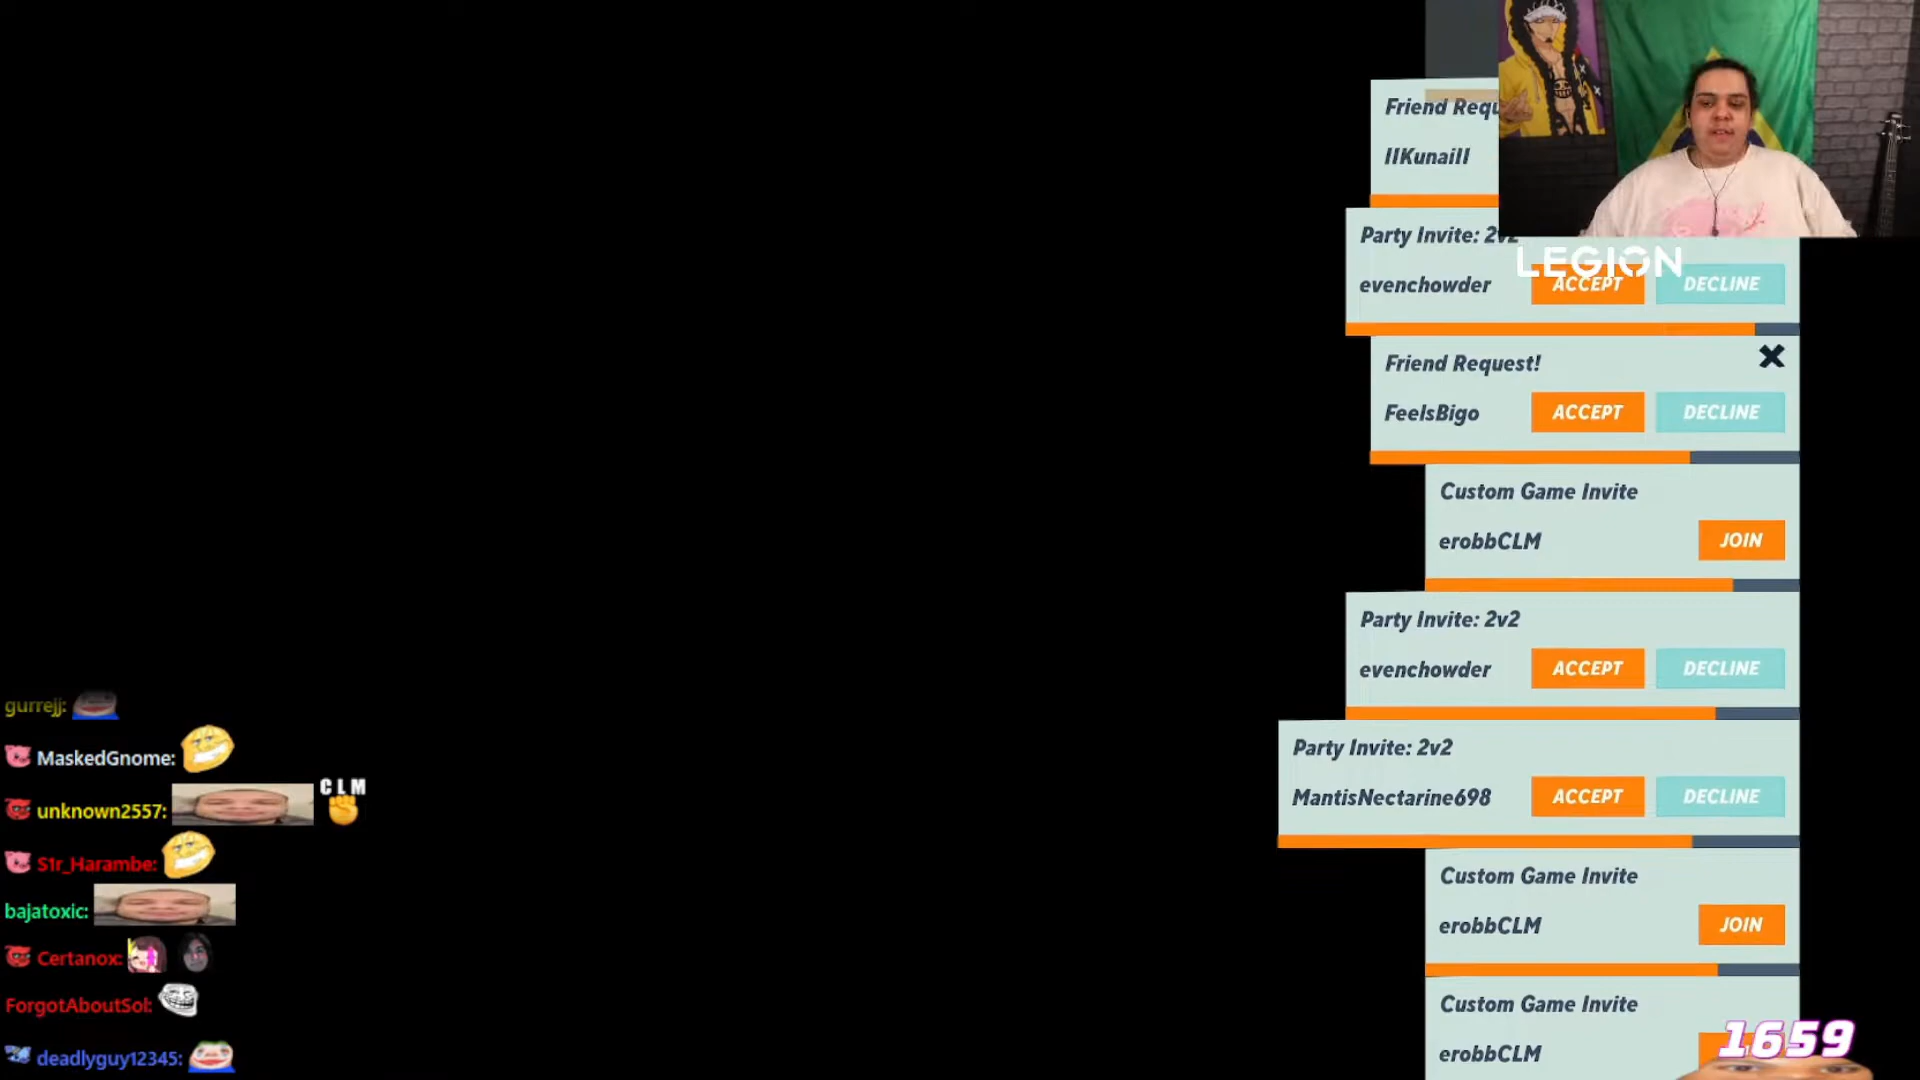 Friend Requ
IIKunaiII
Party Invite: 2v2
LEGION
evenchowder ACCEPT DECLINE
Friend Request!
FeelsBigo ACCEPT DECLINE
Custom Game Invite
erobbCLM JOIN
Party Invite: 2v2
evenchowder ACCEPT DECLINE
Party Invite: 2v2
MantisNectarine698 ACCEPT DECLINE
Custom Game Invite
erobbCLM JOIN
Custom Game Invite
erobbCLM
1659
gurrejj:
MaskedGnome:
unknown2557: CLM
S1r_Harambe:
bajatoxic:
Certanox:
ForgotAboutSol:
deadlyguy12345: